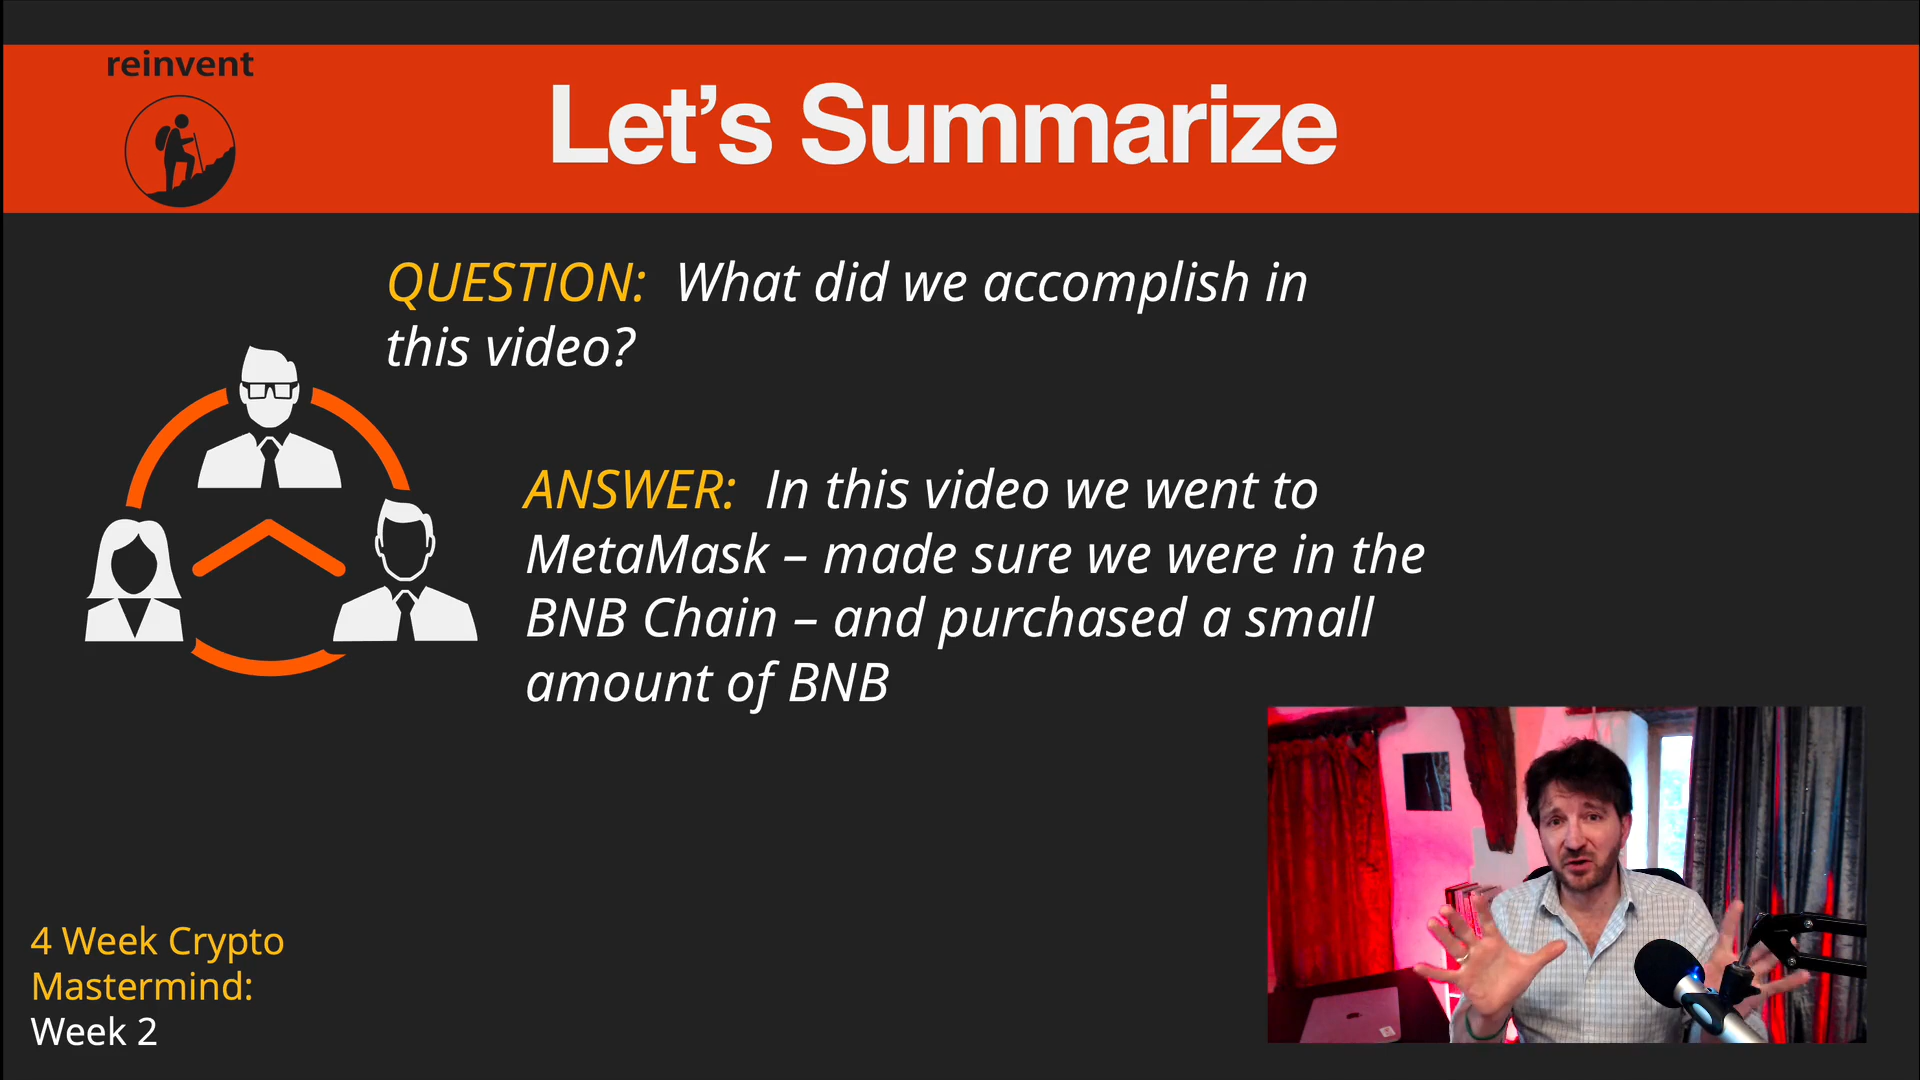 reinvent
Let's Summarize
QUESTION: What did we accomplish in
this video?
ANSWER: In this video we went to
MetaMask – made sure we were in the
BNB Chain – and purchased a small
amount of BNB
4 Week Crypto
Mastermind:
Week 2